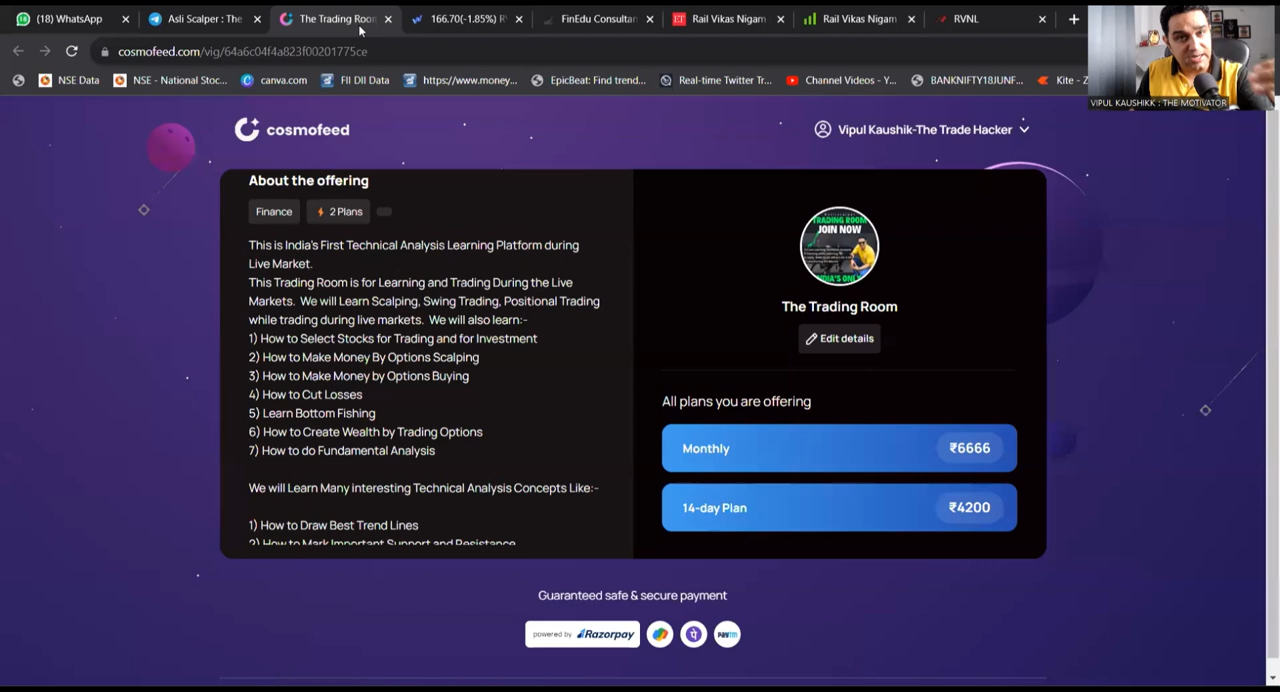 (18) WhatsApp
Asli Scalper : The
The Trading Roor
166.70(-1.85%)
FinEdu Consultan
Rail Vikas Nigam
Rail Vikas Nigam
RVNL
cosmofeed.com/vig/64a6c04f4a823f00201775ce
NSE Data
NSE - National Stoc...
canva.com
FII DII Data
https://www.money...
EpicBeat: Find trend...
Real-time Twitter Tr...
Channel Videos - Y...
BANKNIFTY18JUNF...
Kite - Z
VIPUL KAUSHIKK : THE MOTIVATOR
cosmofeed
Vipul Kaushik-The Trade Hacker
About the offering
Finance
2 Plans
This is India's First Technical Analysis Learning Platform during
Live Market.
This Trading Room is for Learning and Trading During the Live
Markets. We will Learn Scalping, Swing Trading, Positional Trading
while trading during live markets. We will also learn:-
1) How to Select Stocks for Trading and for Investment
2) How to Make Money By Options Scalping
3) How to Make Money by Options Buying
4) How to Cut Losses
5) Learn Bottom Fishing
6) How to Create Wealth by Trading Options
7) How to do Fundamental Analysis
We will Learn Many interesting Technical Analysis Concepts Like:-
1) How to Draw Best Trend Lines
2) How to Mark Important Support and Resistance
TRADING ROOM
JOIN NOW
The Trading Room
Edit details
All plans you are offering
Monthly
₹6666
14-day Plan
₹4200
Guaranteed safe & secure payment
powered by Razorpay
paytm